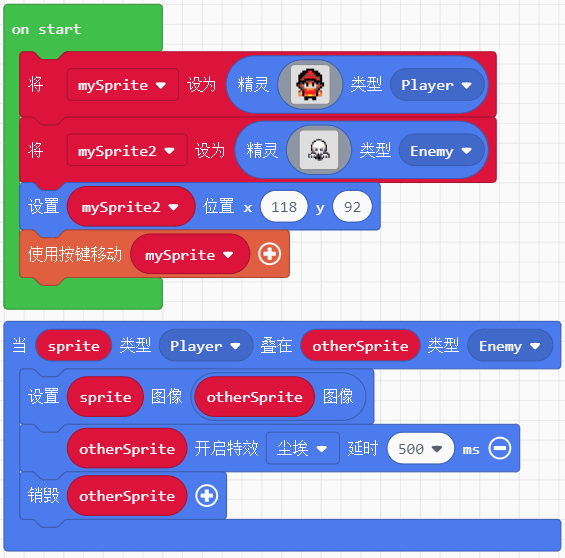 on start
将 mySprite 设为 精灵 类型 Player
将 mySprite2 设为 精灵 类型 Enemy
设置 mySprite2 位置 x 118 y 92
使用按键移动 mySprite
当 sprite 类型 Player 叠在 otherSprite 类型 Enemy
设置 sprite 图像 otherSprite 图像
otherSprite 开启特效 尘埃 延时 500 ms
销毁 otherSprite